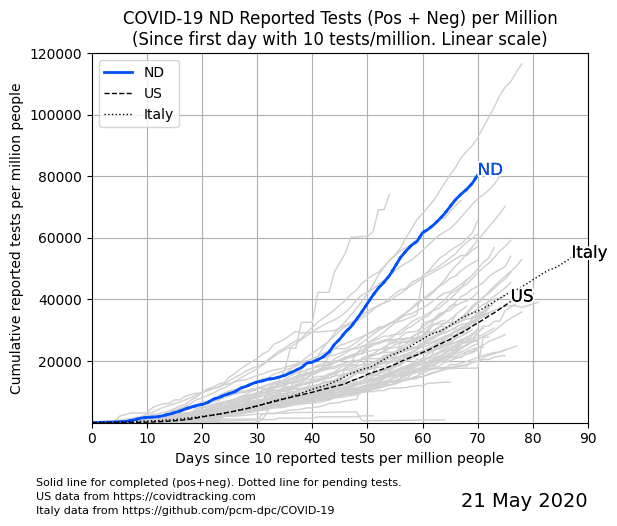 COVID-19 ND Reported Tests (Pos + Neg) per Million
(Since first day with 10 tests/million. Linear scale)
120000
100000
80000
60000
40000
20000
Cumulative reported tests per million people
ND
US
Italy
ND
Italy
US
0 10 20 30 40 50 60 70 80 90
Days since 10 reported tests per million people
Solid line for completed (pos+neg). Dotted line for pending tests.
US data from https://covidtracking.com
Italy data from https://github.com/pcm-dpc/COVID-19
21 May 2020